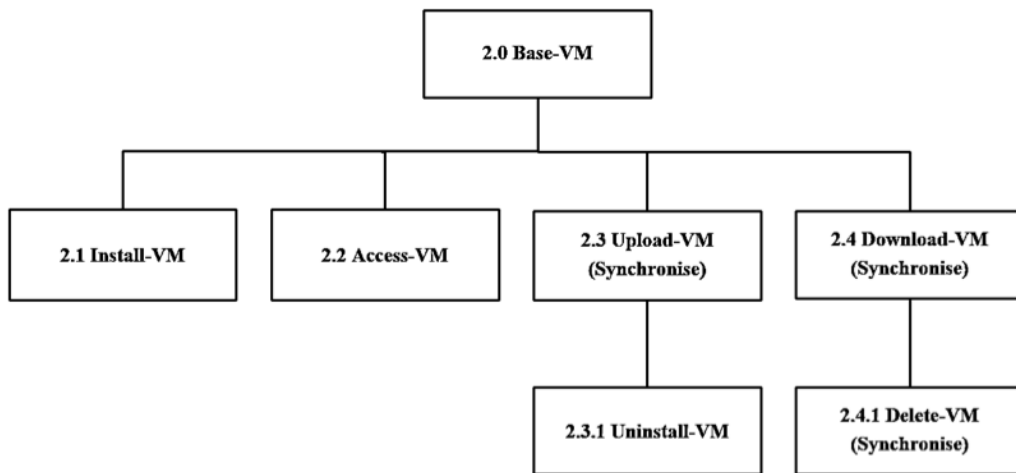 2.0 Base-VM
2.1 Install-VM
2.2 Access-VM
2.3 Upload-VM
(Synchronise)
2.4 Download-VM
(Synchronise)
2.3.1 Uninstall-VM
2.4.1 Delete-VM
(Synchronise)